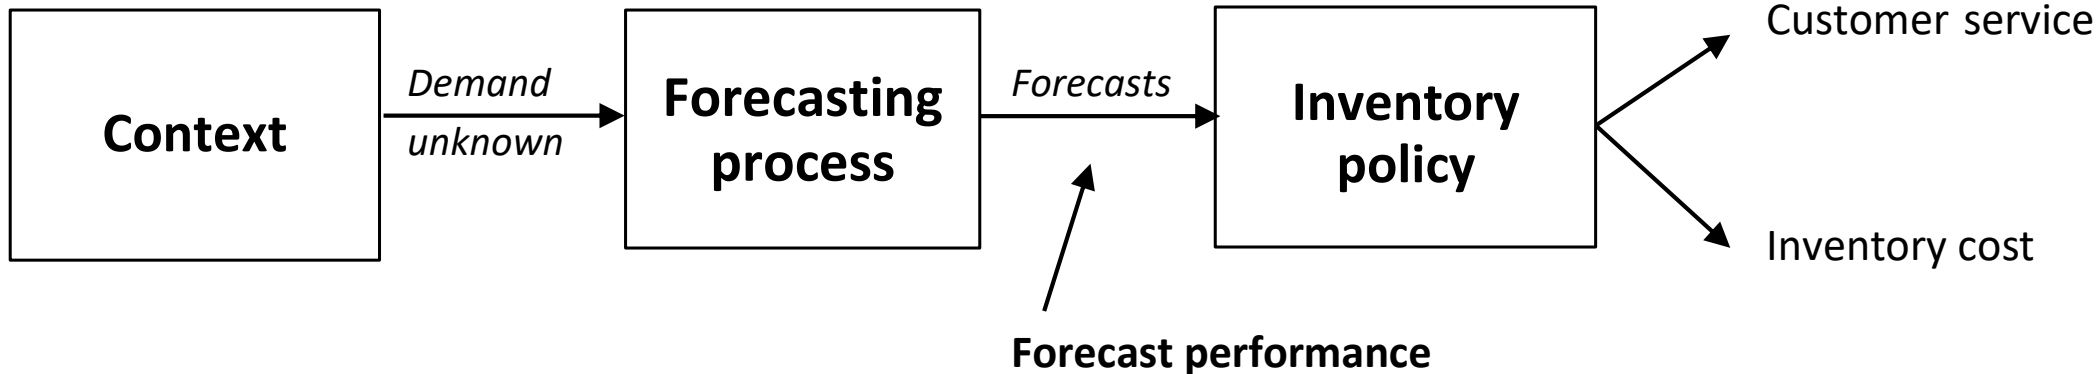 Context
Demand
unknown
Forecasting
process
Forecasts
Inventory
policy
Customer service
Inventory cost
Forecast performance